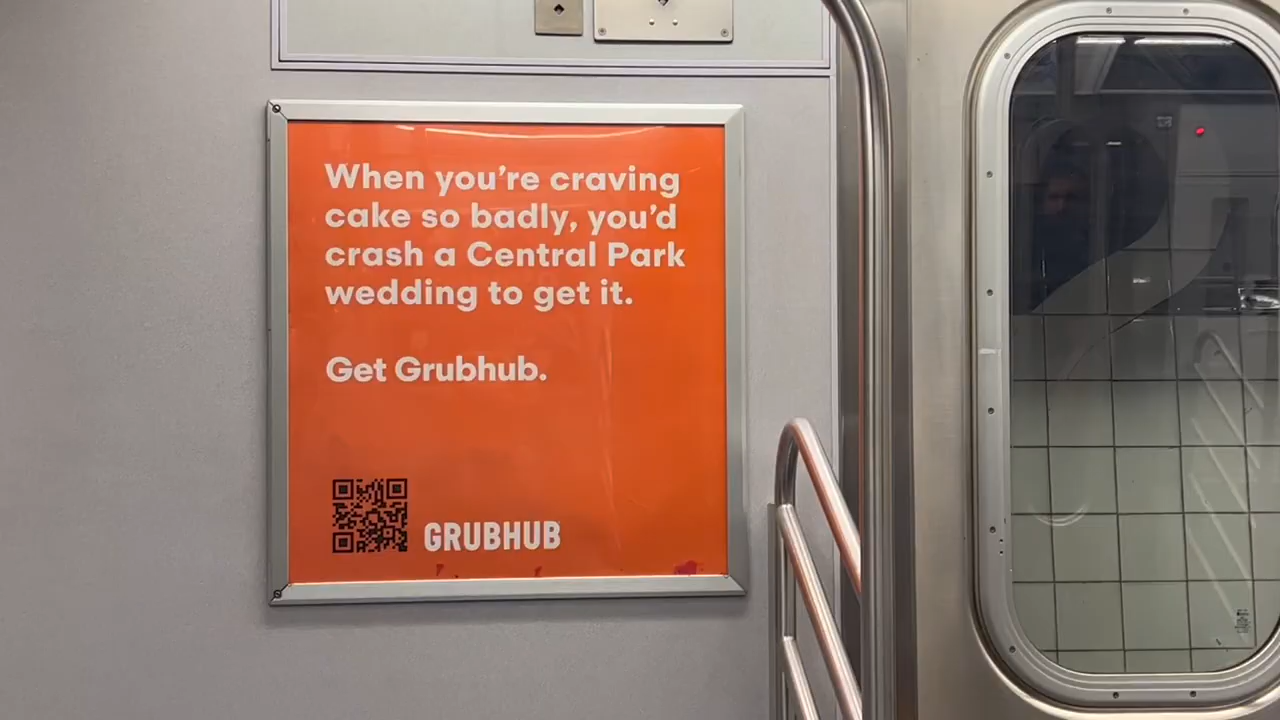 When you’re craving
cake so badly, you’d
crash a Central Park
wedding to get it.
Get Grubhub.
GRUBHUB